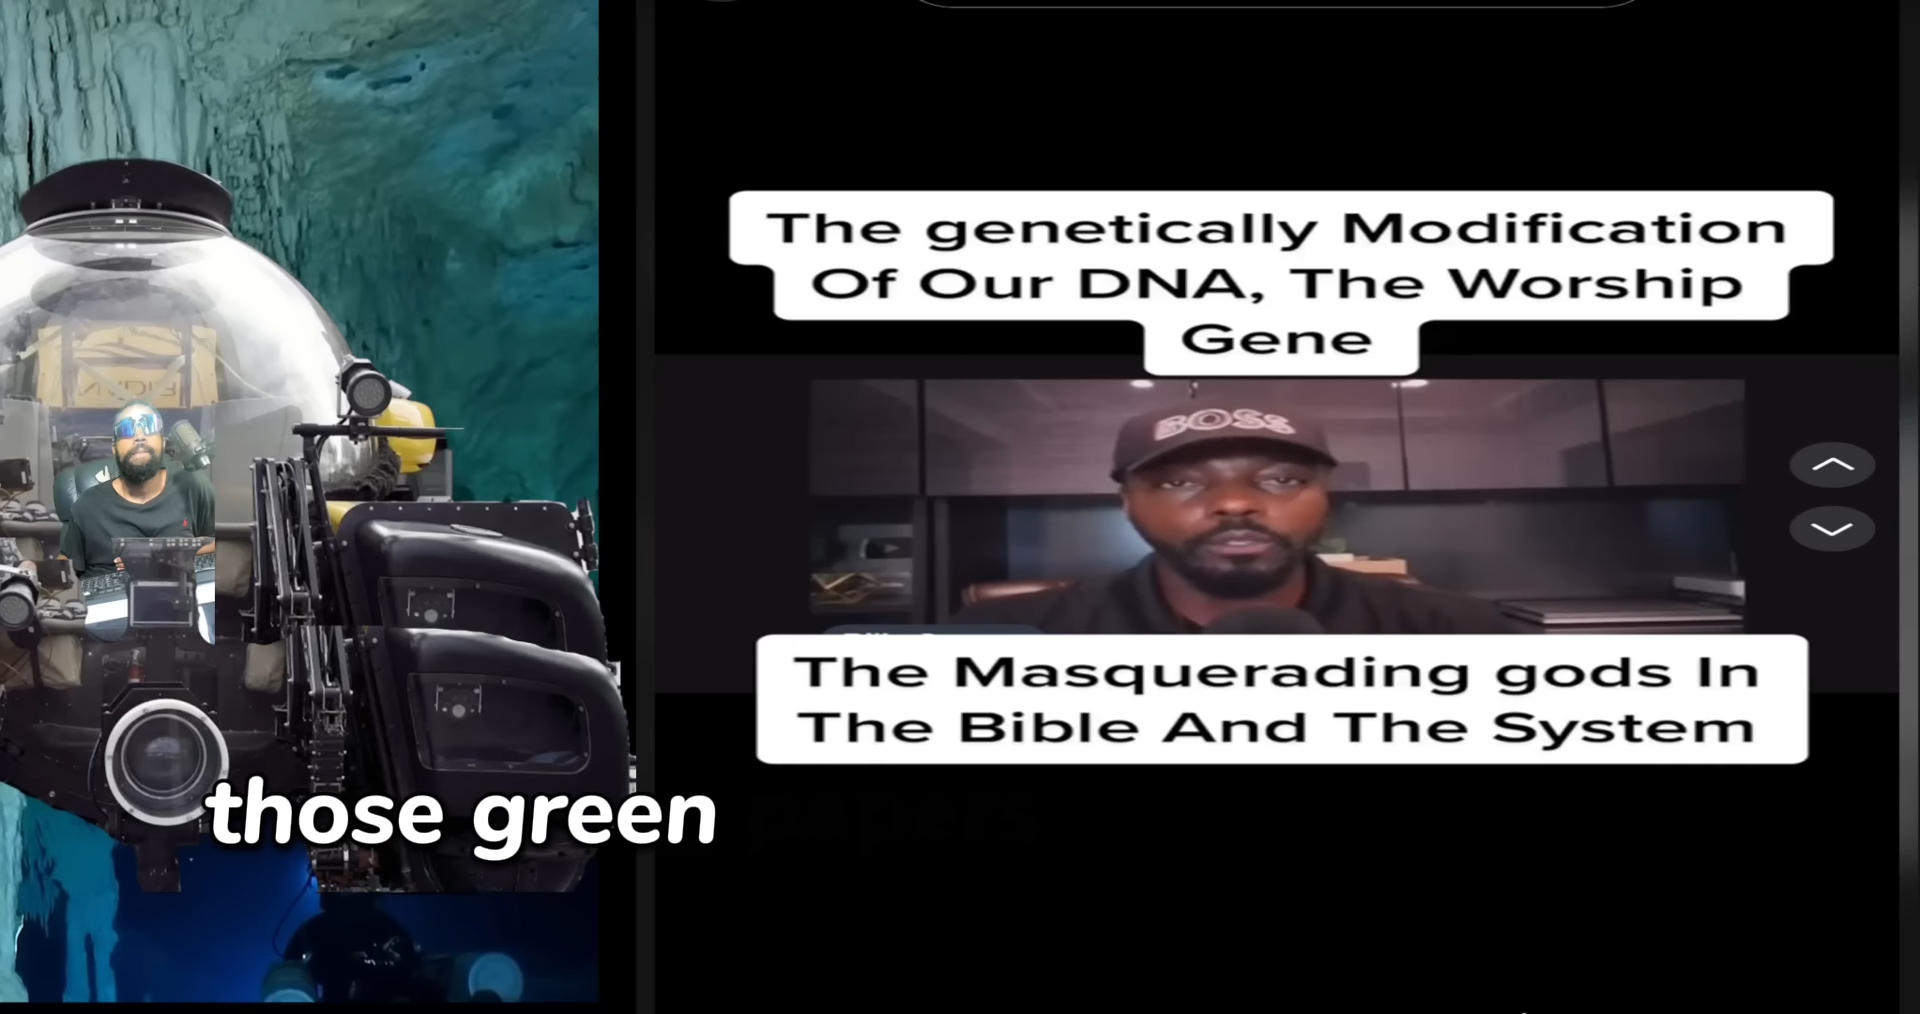 The genetically Modification
Of Our DNA, The Worship
Gene
BOSS
The Masquerading gods In
The Bible And The System
those green papers